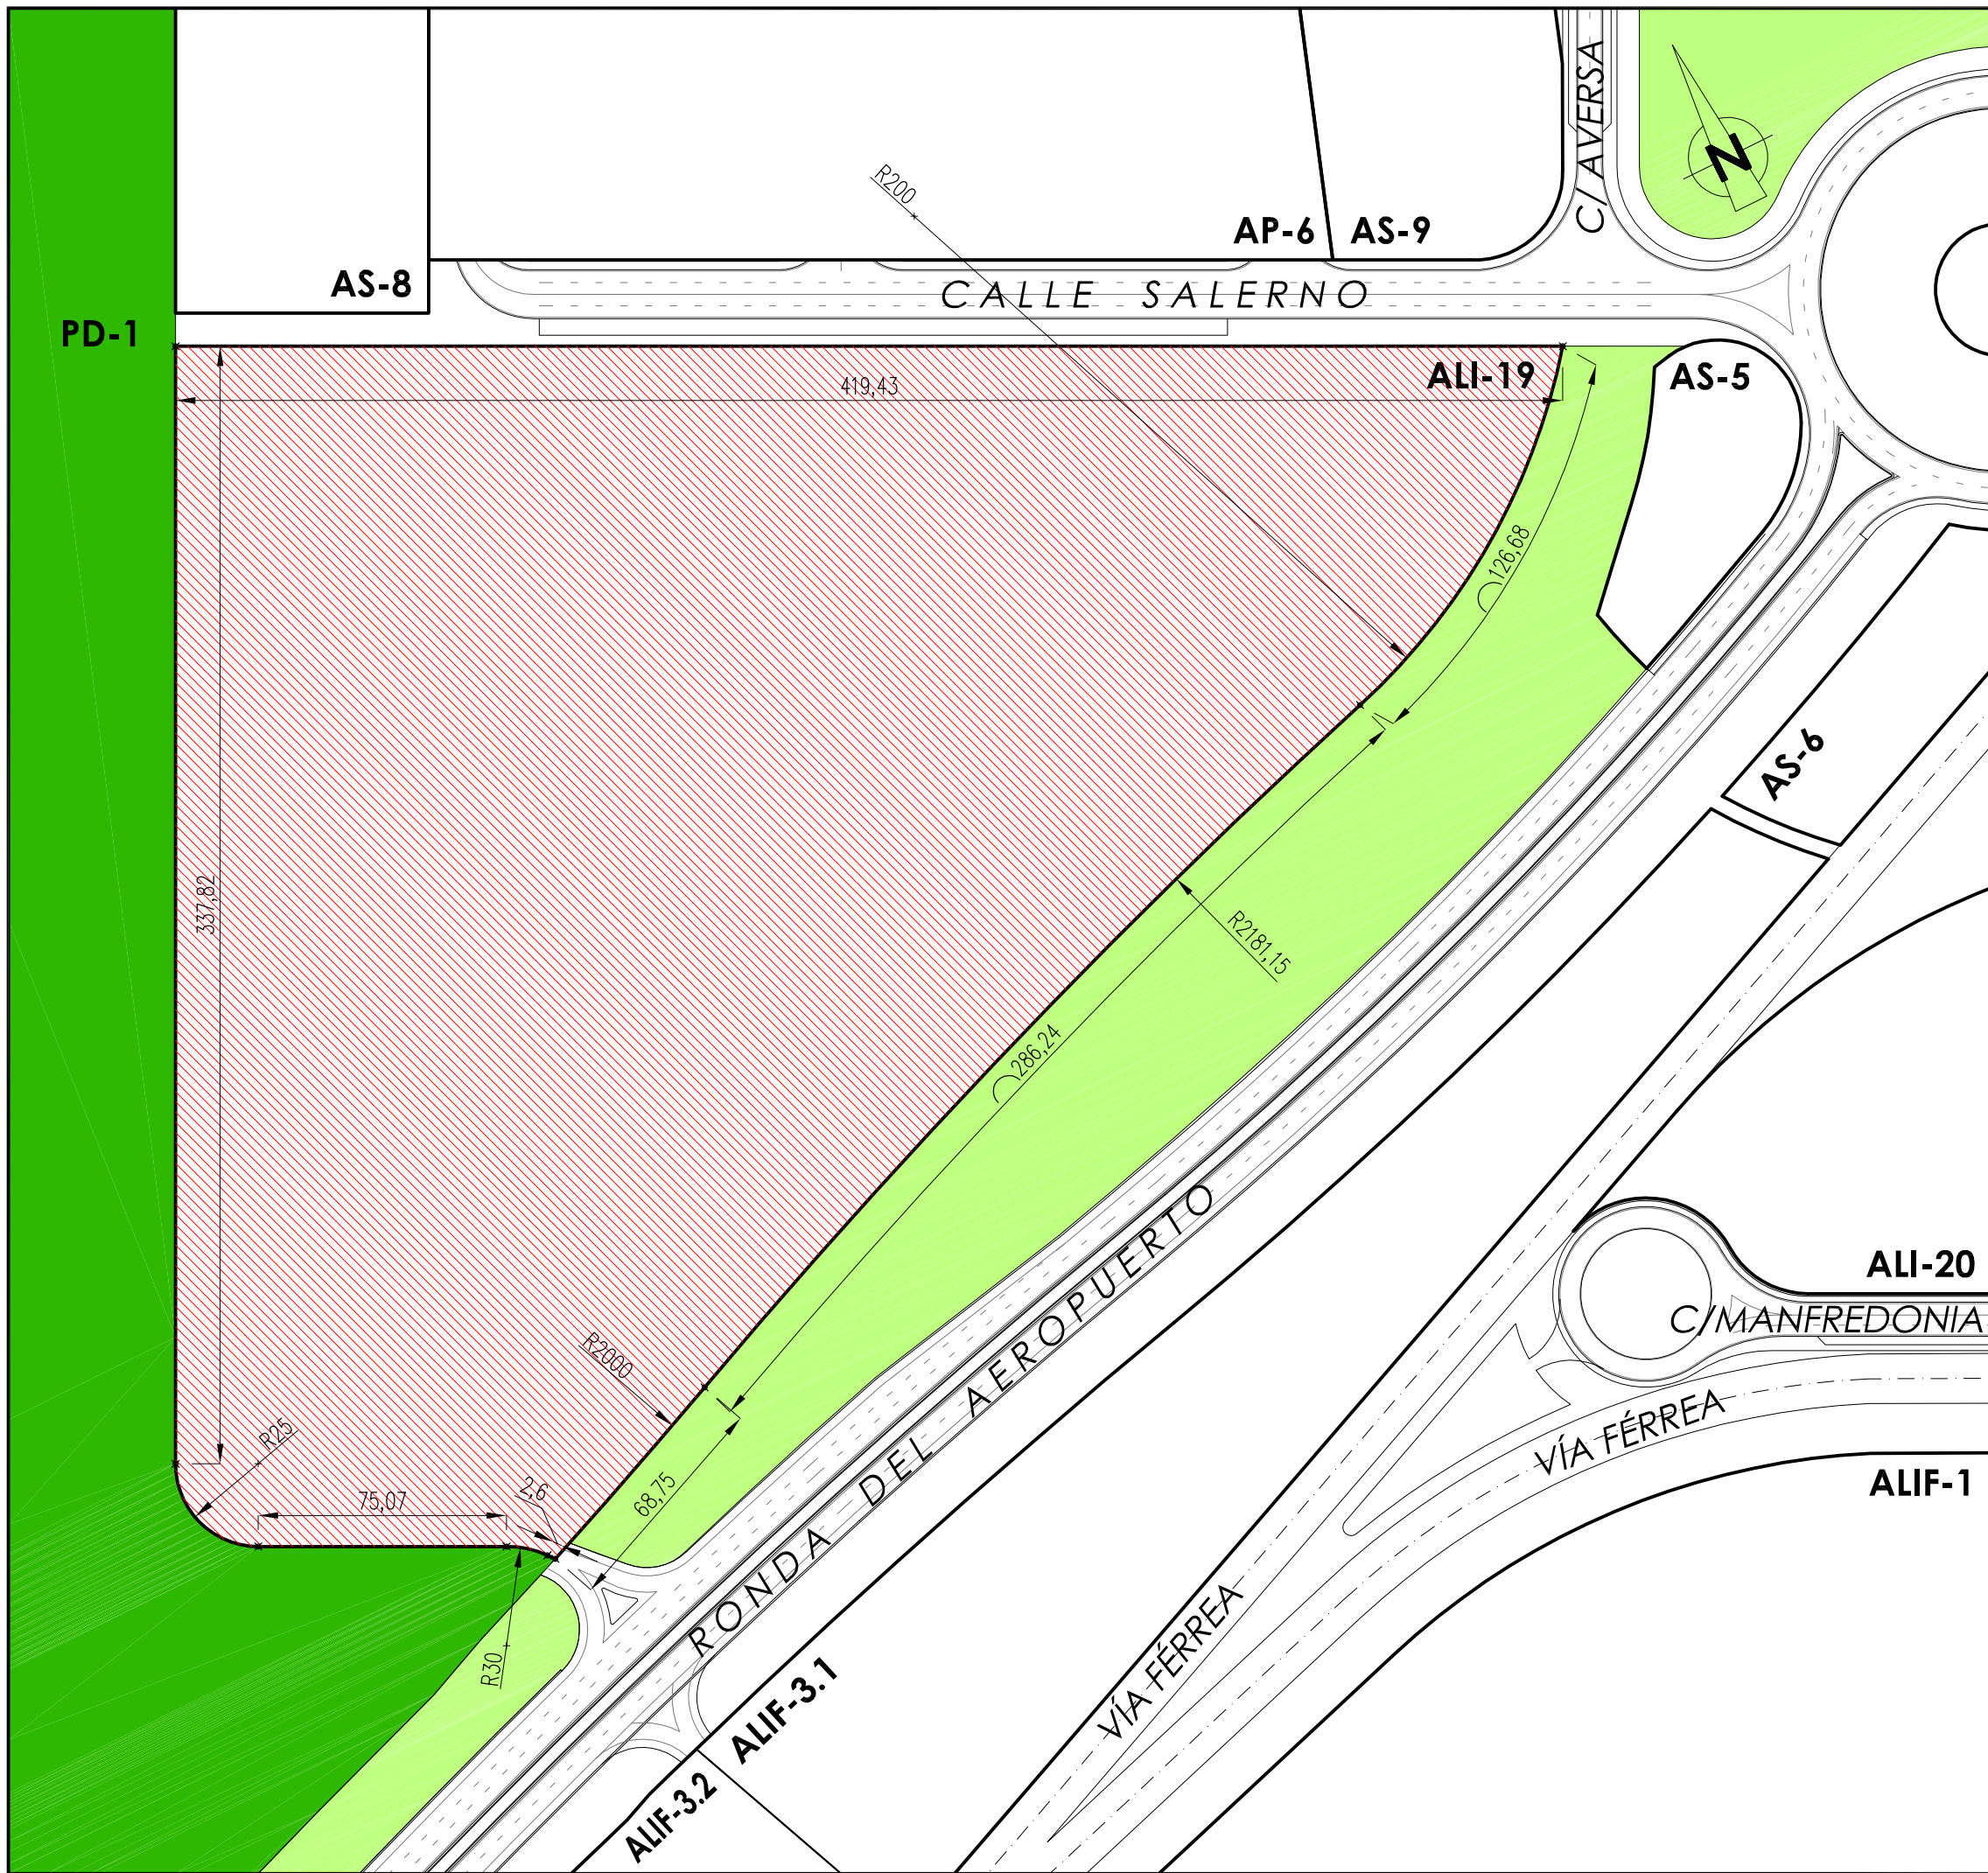 C/ AVERSA
N
R200
AP-6
AS-9
AS-8
CALLE SALERNO
PD-1
ALI-19
AS-5
419,43
126,68
AS-6
337,82
R2181,15
286,24
ALI-20
C/MANFREDONIA
RONDA DEL AEROPUERTO
R2000
VÍA FÉRREA
R25
ALIF-1
75,07
2,6
68,75
R30
VÍA FÉRREA
ALIF-3.1
ALIF-3.2